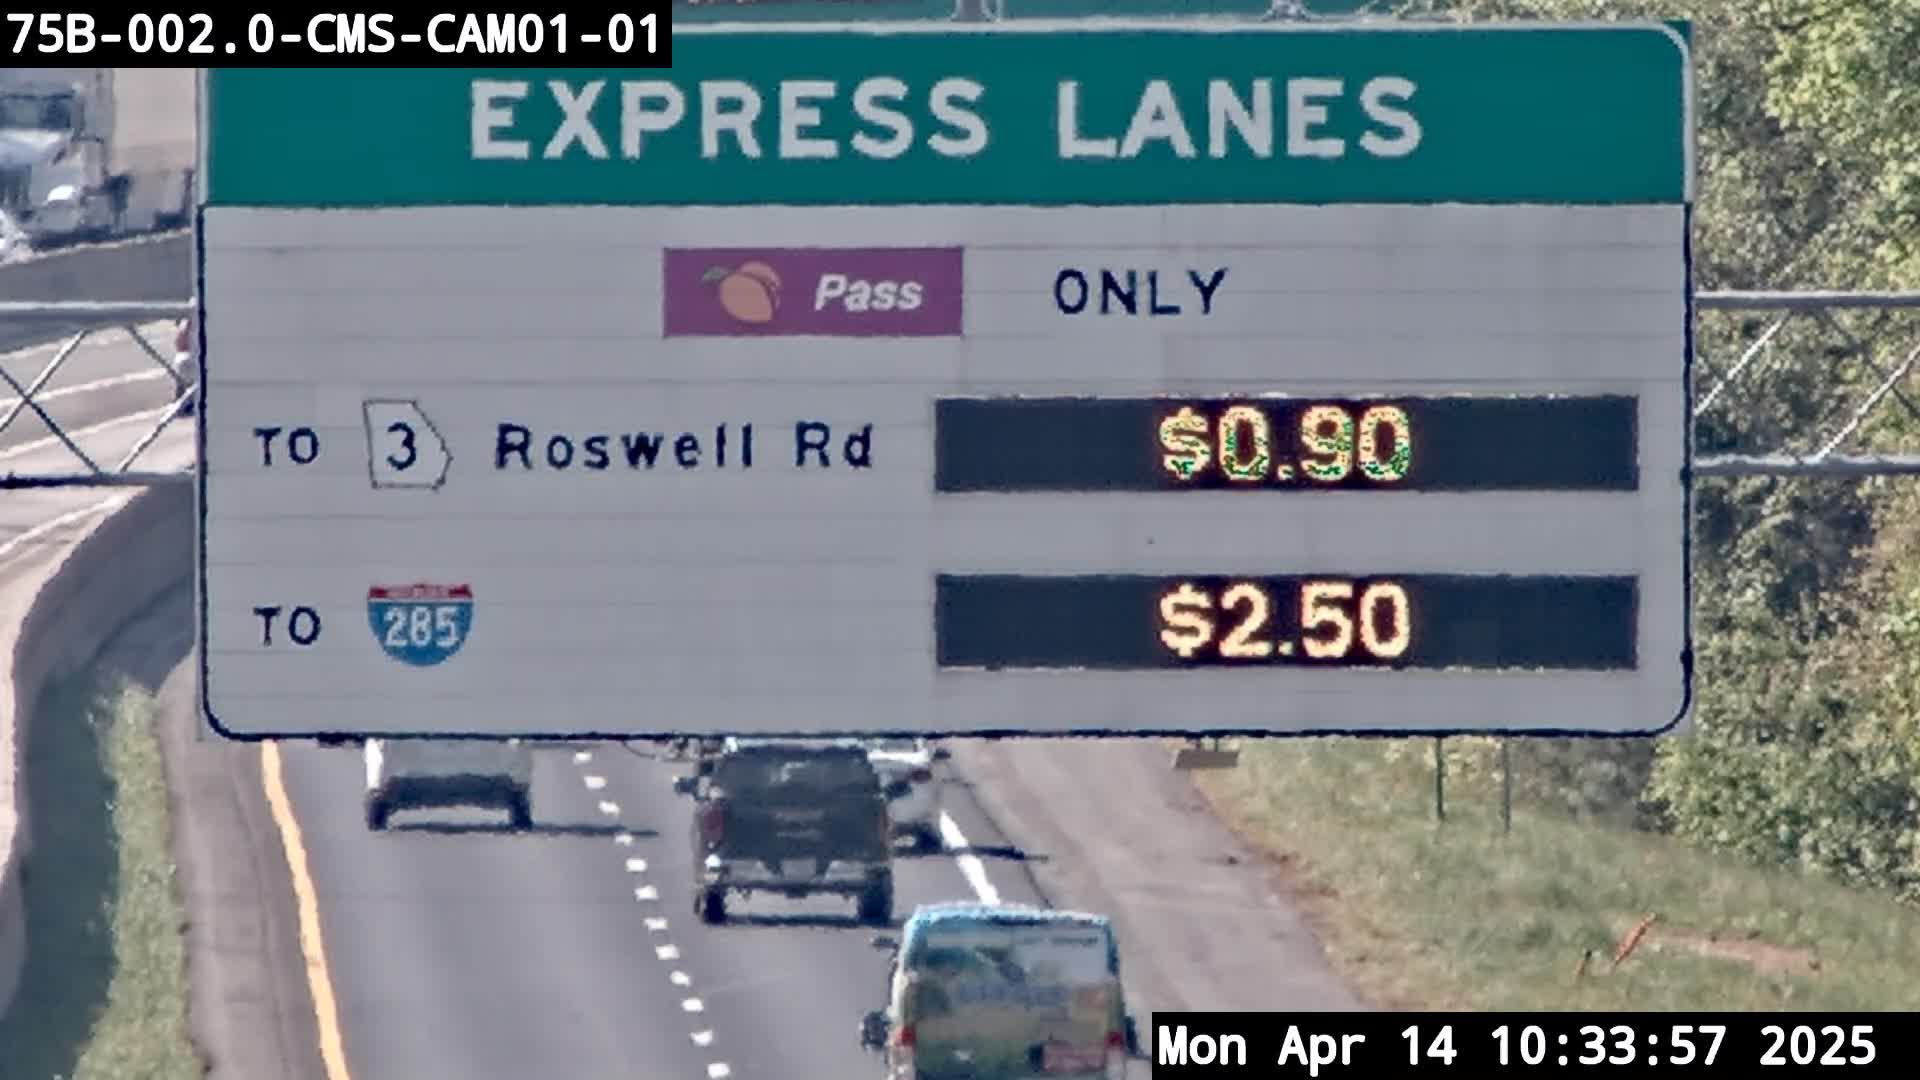 75B-002.0-CMS-CAM01-01
EXPRESS LANES
Pass ONLY
TO 3 Roswell Rd $0.90
TO 285 $2.50
Mon Apr 14 10:33:57 2025